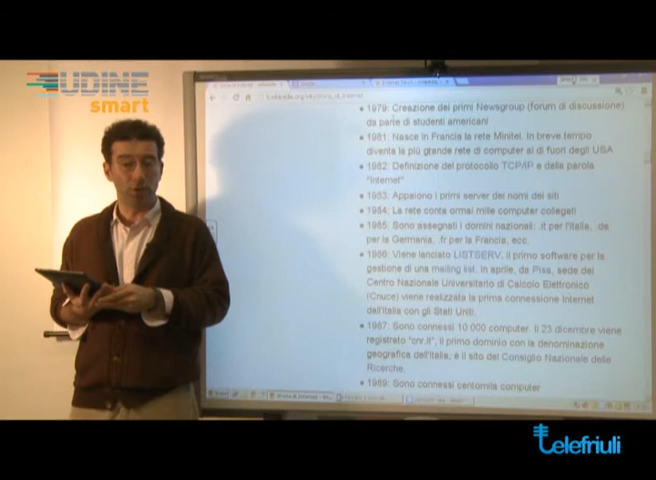 UDINE
smart
1979: Creazione dei primi Newsgroup (forum di discussione)
da parte di studenti americani
1981: Nasce in Francia la rete Minitel. In breve tempo
diventa la più grande rete di computer al di fuori degli USA
1982: Definizione del protocollo TCP/IP e della parola
"Internet"
1983: Appaiono i primi server dei nomi dei siti
1984: La rete conta ormai mille computer collegati
1985: Sono assegnati i domini nazionali: .it per l'Italia, .de
per la Germania, .fr per la Francia, ecc.
1986: Viene lanciato LISTSERV, il primo software per la
gestione di una mailing list. In aprile, da Pisa, sede del
Centro Nazionale Universitario di Calcolo Elettronico
(Cnuce) viene realizzata la prima connessione Internet
dall'Italia con gli Stati Uniti.
1987: Sono connessi 10 000 computer. Il 23 dicembre viene
registrato "cnr.it", il primo dominio con la denominazione
geografica dell'Italia, è il sito del Consiglio Nazionale delle
Ricerche.
1989: Sono connessi centomila computer
telefriuli